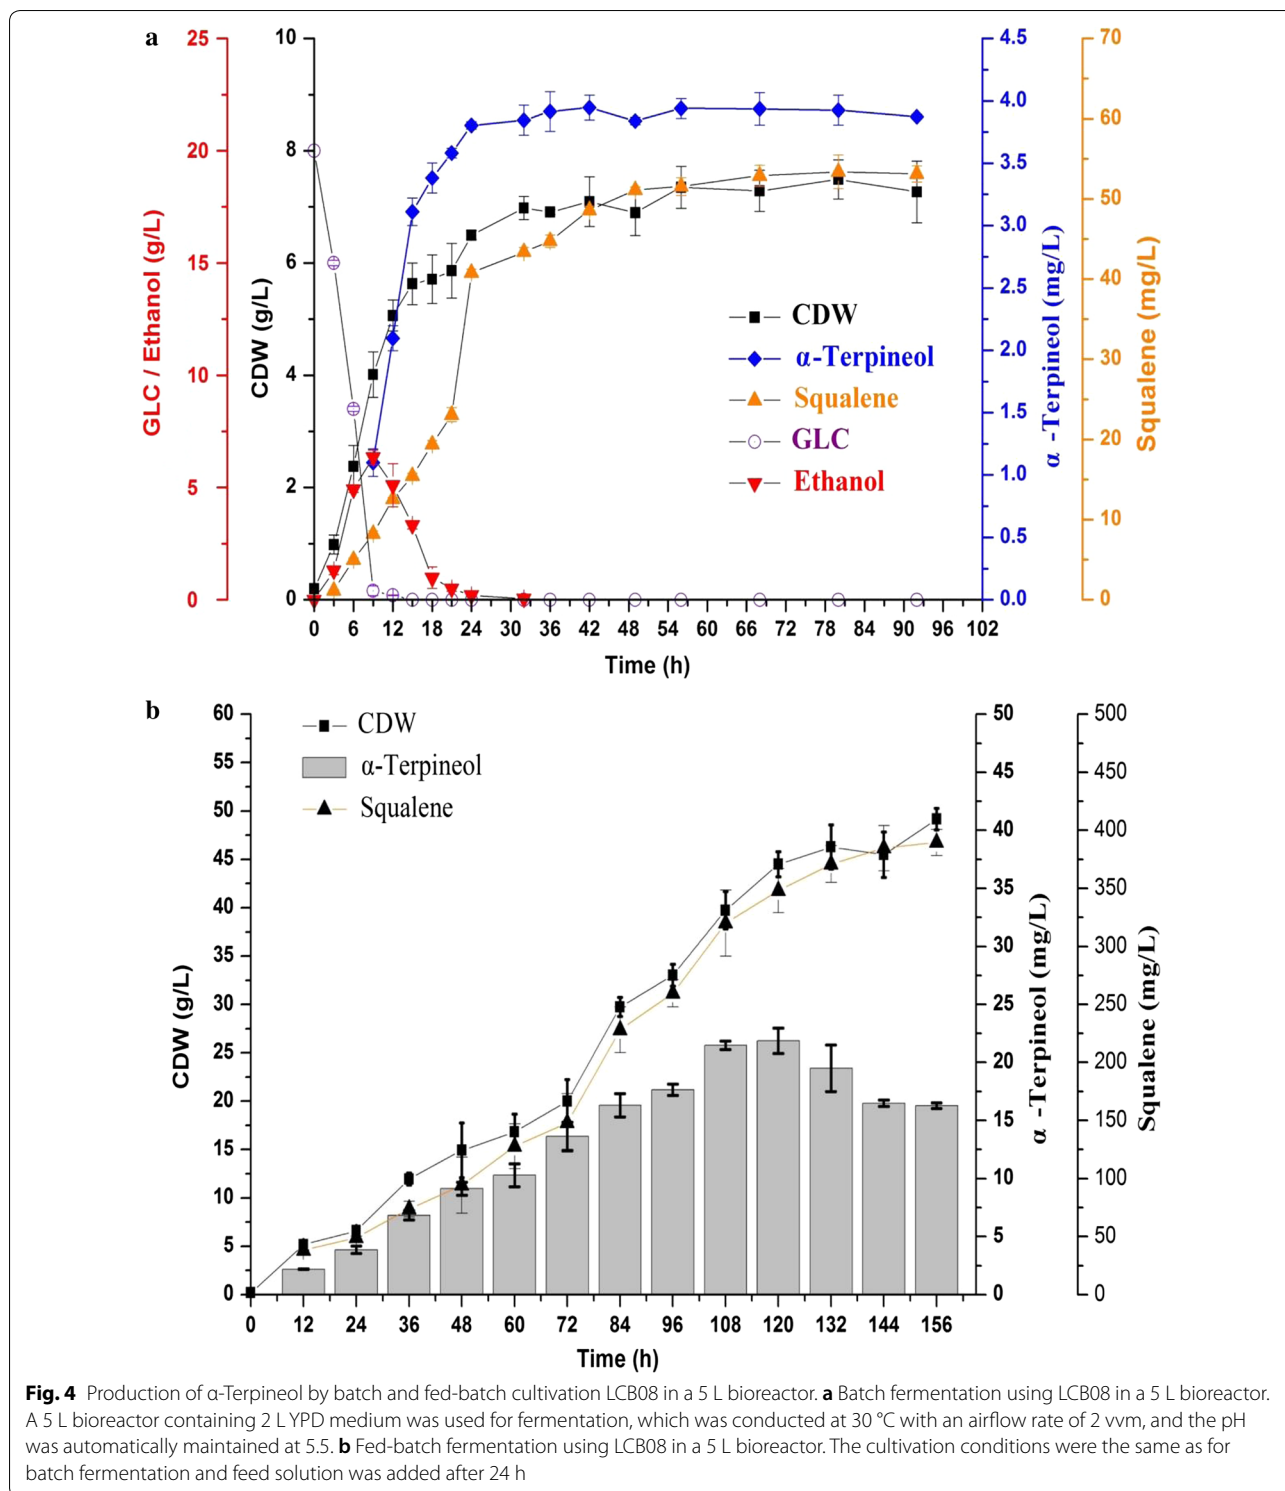 a
25
20
15
10
5
0
GLC / Ethanol (g/L)
10
8
6
4
2
0
CDW (g/L)
4.5
4.0
3.5
3.0
2.5
2.0
1.5
1.0
0.5
0.0
α -Terpineol (mg/L)
70
60
50
40
30
20
10
0
Squalene (mg/L)
CDW
α-Terpineol
Squalene
GLC
Ethanol
0 6 12 18 24 30 36 42 48 54 60 66 72 78 84 90 96 102
Time (h)
b
60
55
50
45
40
35
30
25
20
15
10
5
0
CDW (g/L)
CDW
α-Terpineol
Squalene
50
45
40
35
30
25
20
15
10
5
0
α -Terpineol (mg/L)
500
450
400
350
300
250
200
150
100
50
0
Squalene (mg/L)
0 12 24 36 48 60 72 84 96 108 120 132 144 156
Time (h)
Fig. 4 Production of α-Terpineol by batch and fed-batch cultivation LCB08 in a 5 L bioreactor. a Batch fermentation using LCB08 in a 5 L bioreactor.
A 5 L bioreactor containing 2 L YPD medium was used for fermentation, which was conducted at 30 °C with an airflow rate of 2 vvm, and the pH
was automatically maintained at 5.5. b Fed-batch fermentation using LCB08 in a 5 L bioreactor. The cultivation conditions were the same as for
batch fermentation and feed solution was added after 24 h